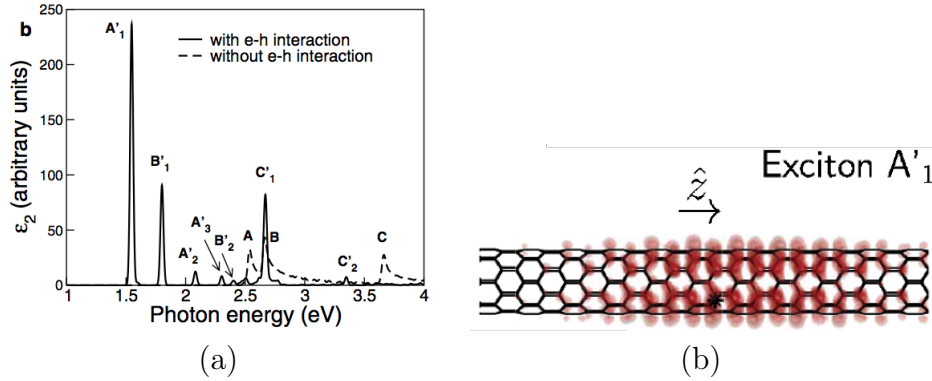 b
250
200
150
100
50
0
ε₂ (arbitrary units)
A'₁
B'₁
A'₂
A'₃
B'₂
A
B
C'₁
C'₂
C
with e-h interaction
without e-h interaction
1 1.5 2 2.5 3 3.5 4
Photon energy (eV)
(a)
Exciton A'₁
ẑ
*
(b)